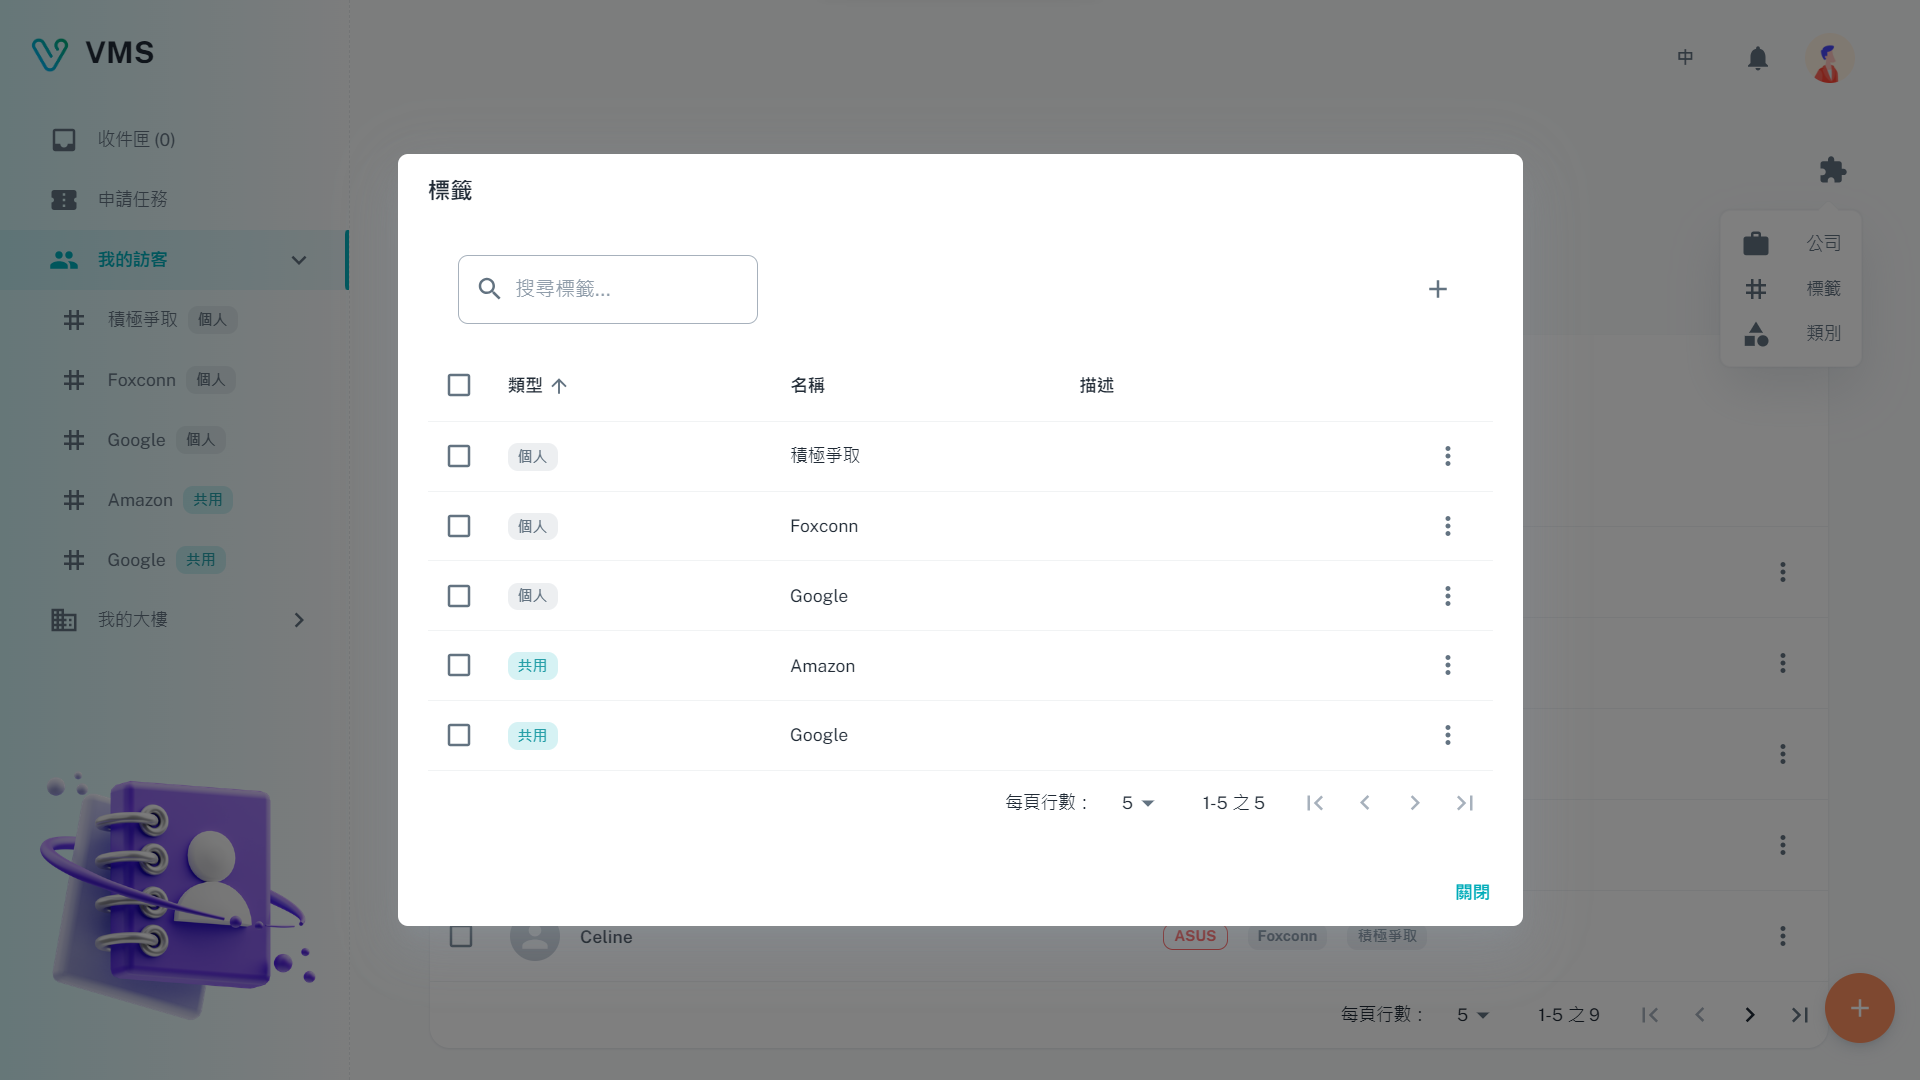 VMS
中
收件匣 (0)
申請任務
我的訪客
積極爭取 個人
Foxconn 個人
Google 個人
Amazon 共用
Google 共用
我的大樓
公司
標籤
類別
標籤
搜尋標籤...
類型 名稱 描述
個人 積極爭取
個人 Foxconn
個人 Google
共用 Amazon
共用 Google
每頁行數： 5 1-5 之 5
關閉
Celine ASUS Foxconn 積極爭取
每頁行數： 5 1-5 之 9